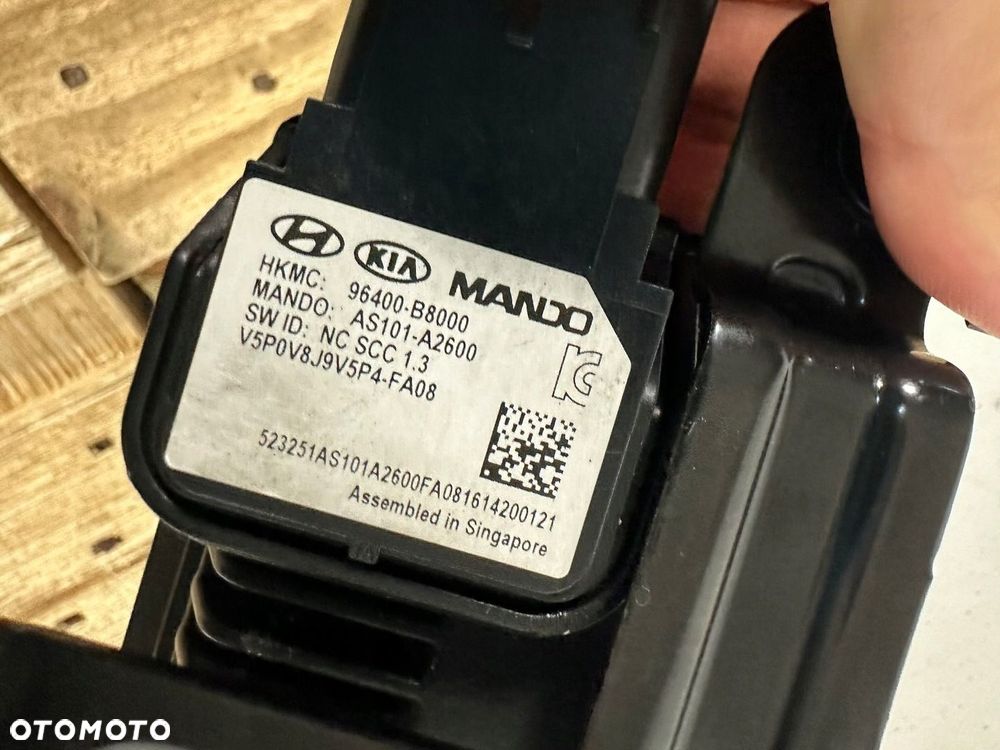 KIA MANDO
HKMC: 96400-B8000
MANDO: AS101-A2600
SW ID: NC SCC 1.3
V5P0V8J9V5P4-FA08
523251AS101A2600FA081614200121
Assembled in Singapore
OTOMOTO